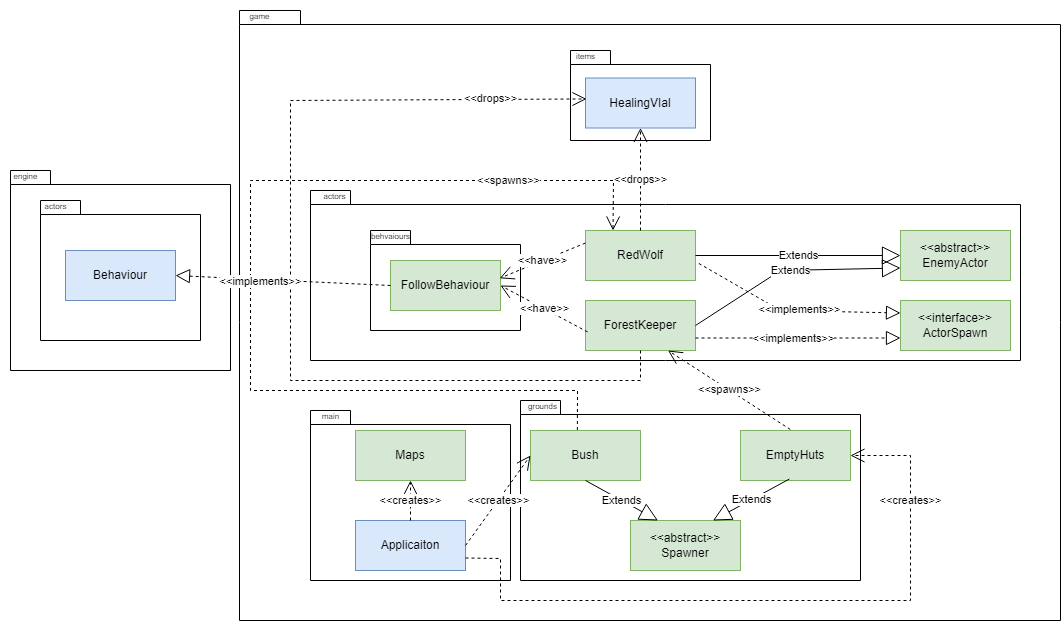 game
items
HealingVIal
<<drops>>
<<spawns>>
<<drops>>
engine
actors
Behaviour
<<implements>>
actors
behvaiours
FollowBehaviour
<<have>>
<<have>>
RedWolf
ForestKeeper
Extends
Extends
<<implements>>
<<implements>>
<<abstract>>
EnemyActor
<<interface>>
ActorSpawn
<<spawns>>
main
Maps
<<creates>>
Applicaiton
<<creates>>
grounds
Bush
EmptyHuts
Extends
Extends
<<abstract>>
Spawner
<<creates>>